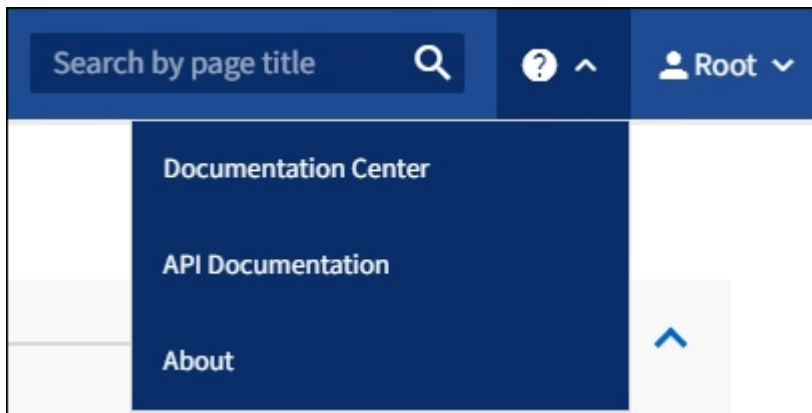 Search by page title
Root
Documentation Center
API Documentation
About